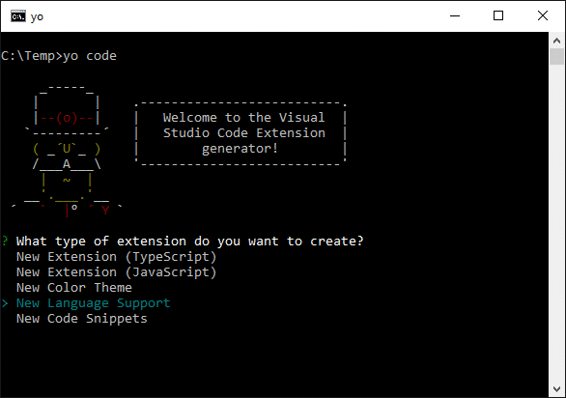 yo
C:\Temp>yo code
Welcome to the Visual
Studio Code Extension
generator!
? What type of extension do you want to create?
New Extension (TypeScript)
New Extension (JavaScript)
New Color Theme
> New Language Support
New Code Snippets